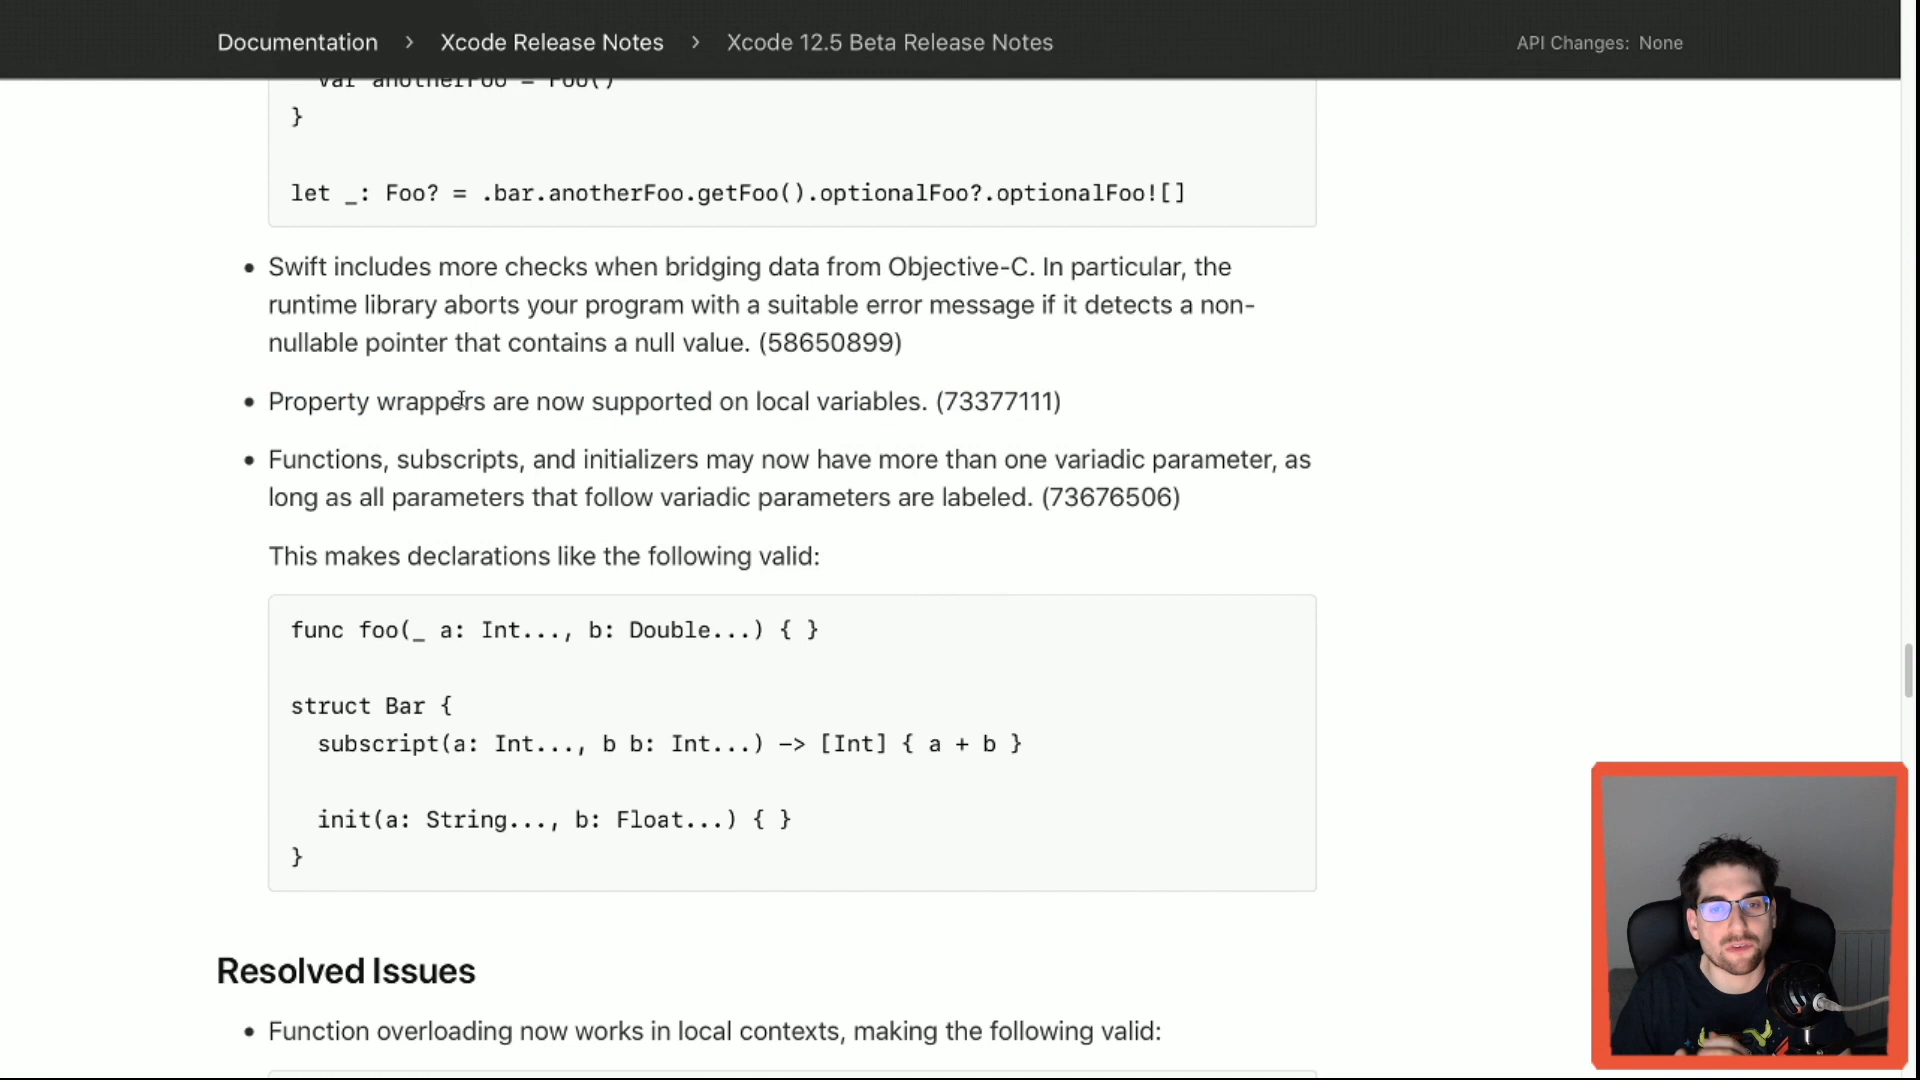 Documentation › Xcode Release Notes › Xcode 12.5 Beta Release Notes API Changes: None
var anotherFoo = Foo()
}
let _: Foo? = .bar.anotherFoo.getFoo().optionalFoo?.optionalFoo![]
• Swift includes more checks when bridging data from Objective-C. In particular, the
runtime library aborts your program with a suitable error message if it detects a non-
nullable pointer that contains a null value. (58650899)
• Property wrappers are now supported on local variables. (73377111)
• Functions, subscripts, and initializers may now have more than one variadic parameter, as
long as all parameters that follow variadic parameters are labeled. (73676506)
This makes declarations like the following valid:
func foo(_ a: Int..., b: Double...) { }
struct Bar {
subscript(a: Int..., b b: Int...) -> [Int] { a + b }
init(a: String..., b: Float...) { }
}
Resolved Issues
• Function overloading now works in local contexts, making the following valid: